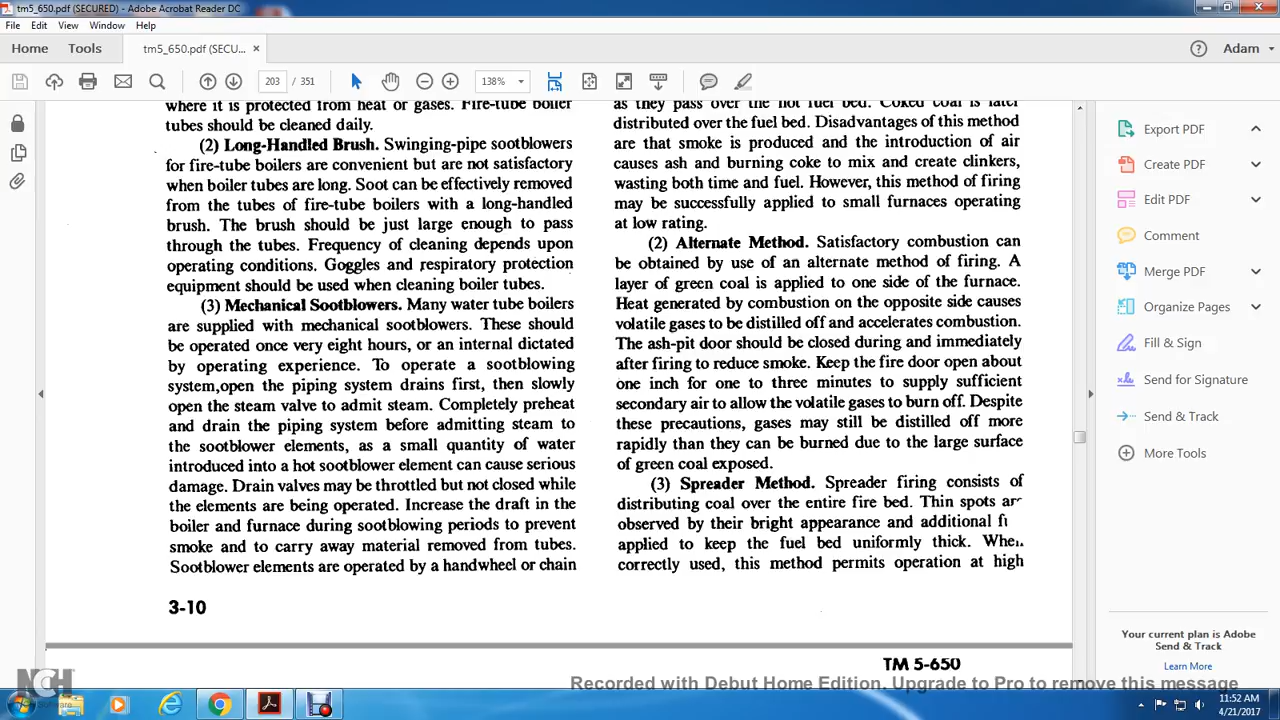 tm5_650.pdf (SECURED) - Adobe Acrobat Reader DC
File Edit View Window Help
Home Tools tm5_650.pdf (SECU... × Adam
203 / 351 138%
where it is protected from heat or gases. Fire-tube boiler
tubes should be cleaned daily.
(2) Long-Handled Brush. Swinging-pipe sootblowers
for fire-tube boilers are convenient but are not satisfactory
when boiler tubes are long. Soot can be effectively removed
from the tubes of fire-tube boilers with a long-handled
brush. The brush should be just large enough to pass
through the tubes. Frequency of cleaning depends upon
operating conditions. Goggles and respiratory protection
equipment should be used when cleaning boiler tubes.
(3) Mechanical Sootblowers. Many water tube boilers
are supplied with mechanical sootblowers. These should
be operated once very eight hours, or an internal dictated
by operating experience. To operate a sootblowing
system,open the piping system drains first, then slowly
open the steam valve to admit steam. Completely preheat
and drain the piping system before admitting steam to
the sootblower elements, as a small quantity of water
introduced into a hot sootblower element can cause serious
damage. Drain valves may be throttled but not closed while
the elements are being operated. Increase the draft in the
boiler and furnace during sootblowing periods to prevent
smoke and to carry away material removed from tubes.
Sootblower elements are operated by a handwheel or chain
3-10
as they pass over the hot fuel bed. Coked coal is later
distributed over the fuel bed. Disadvantages of this method
are that smoke is produced and the introduction of air
causes ash and burning coke to mix and create clinkers,
wasting both time and fuel. However, this method of firing
may be successfully applied to small furnaces operating
at low rating.
(2) Alternate Method. Satisfactory combustion can
be obtained by use of an alternate method of firing. A
layer of green coal is applied to one side of the furnace.
Heat generated by combustion on the opposite side causes
volatile gases to be distilled off and accelerates combustion.
The ash-pit door should be closed during and immediately
after firing to reduce smoke. Keep the fire door open about
one inch for one to three minutes to supply sufficient
secondary air to allow the volatile gases to burn off. Despite
these precautions, gases may still be distilled off more
rapidly than they can be burned due to the large surface
of green coal exposed.
(3) Spreader Method. Spreader firing consists of
distributing coal over the entire fire bed. Thin spots are
observed by their bright appearance and additional
applied to keep the fuel bed uniformly thick. When
correctly used, this method permits operation at high
TM 5-650
Export PDF
Create PDF
Edit PDF
Comment
Merge PDF
Organize Pages
Fill & Sign
Send for Signature
Send & Track
More Tools
Your current plan is Adobe
Send & Track
Learn More
NCH
Software
Recorded with Debut Home Edition. Upgrade to Pro to remove this message
11:52 AM
4/21/2017